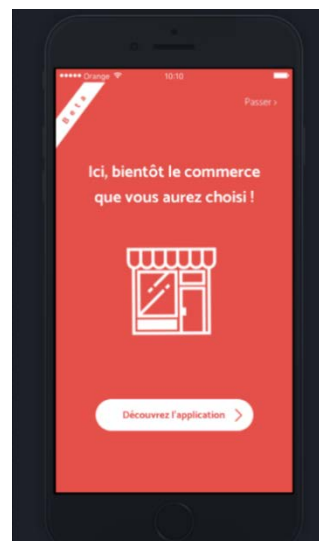 Orange
10:10
Beta
Passer ›
Ici, bientôt le commerce
que vous aurez choisi !
Découvrez l'application